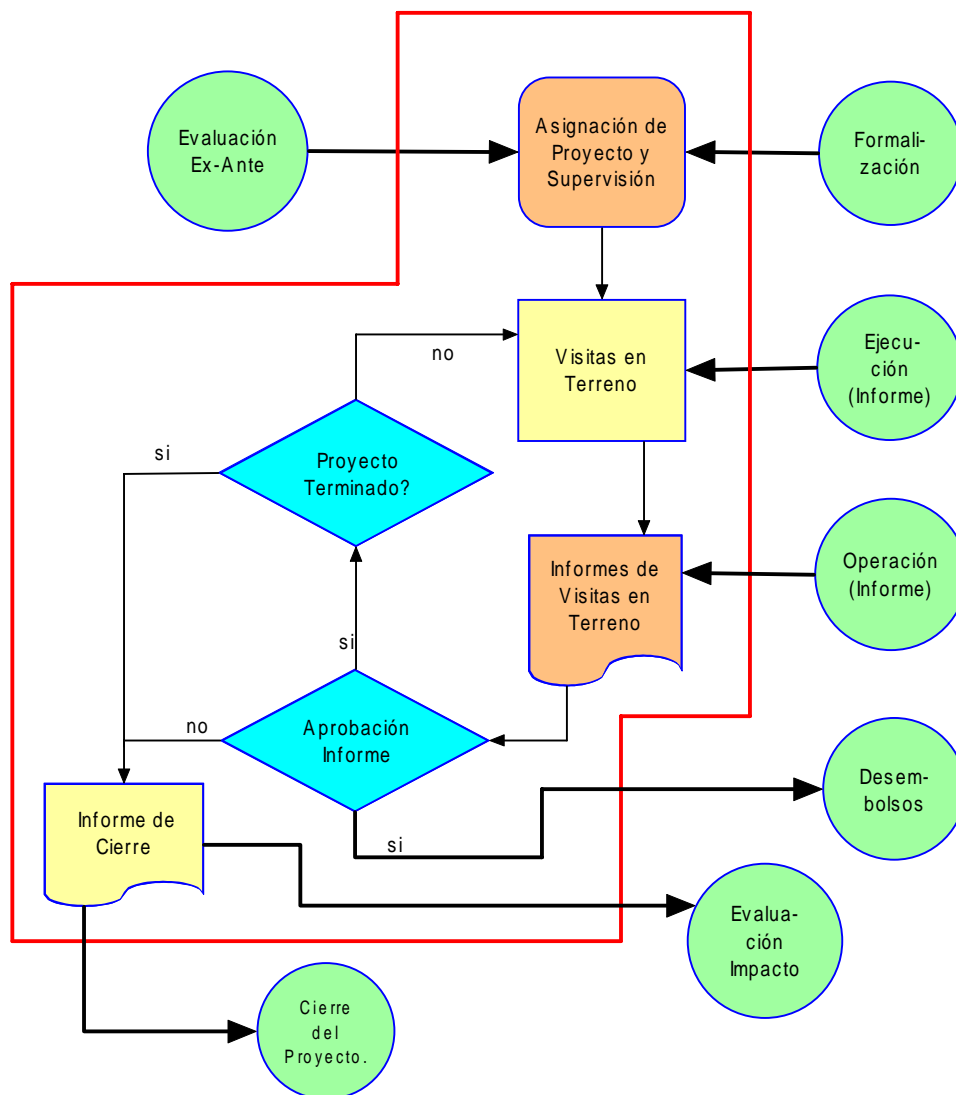 Evaluación
Ex-Ante
Asignación de
Proyecto y
Supervisión
Formali-
zación
no
Visitas en
Terreno
Ejecu-
ción
(Informe)
si
Proyecto
Terminado?
Informes de
Visitas en
Terreno
Operación
(Informe)
si
no
Aprobación
Informe
Desem-
bolsos
Informe de
Cierre
si
Evalua-
ción
Impacto
Cierre
del
Proyecto.